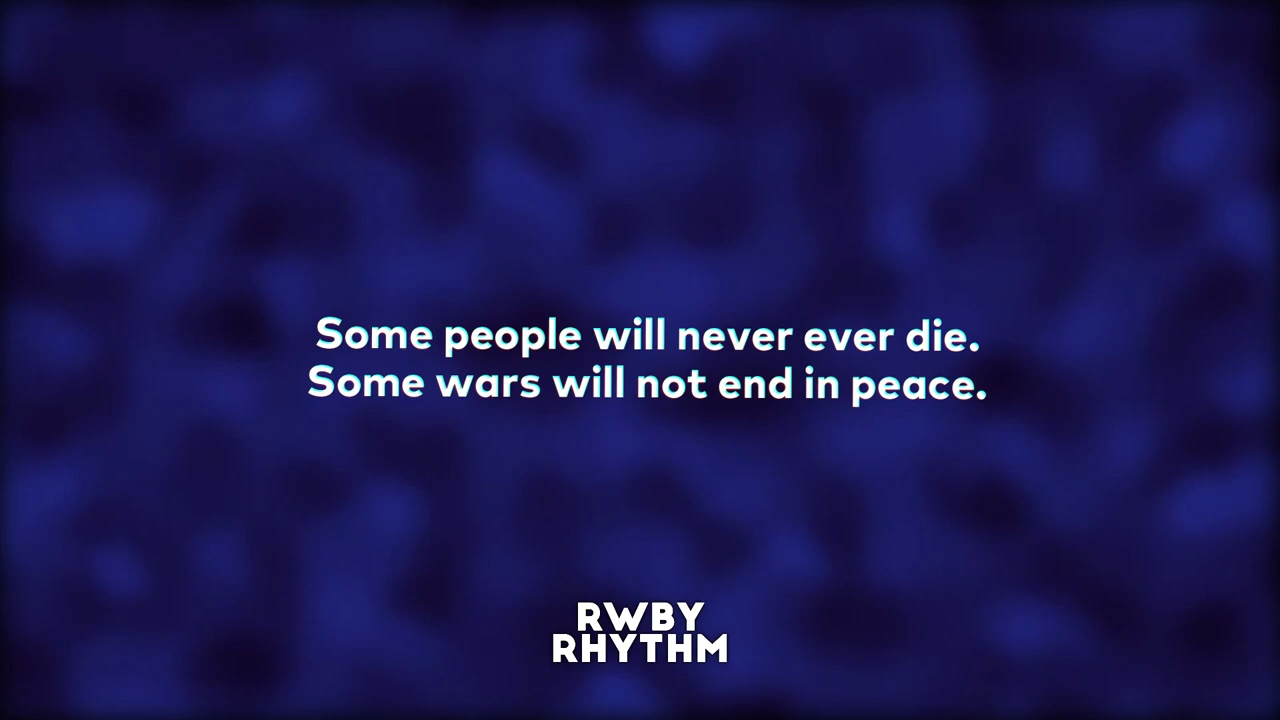 Some people will never ever die.
Some wars will not end in peace.
RWBY
RHYTHM